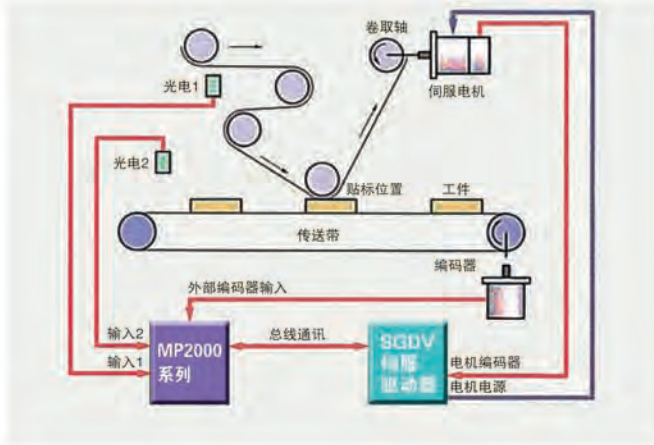 卷取轴
光电1
伺服电机
光电2
贴标位置
工件
传送带
编码器
外部编码器输入
输入2
MP2000
系列
总线通讯
SGDV
伺服
驱动器
电机编码器
输入1
电机电源